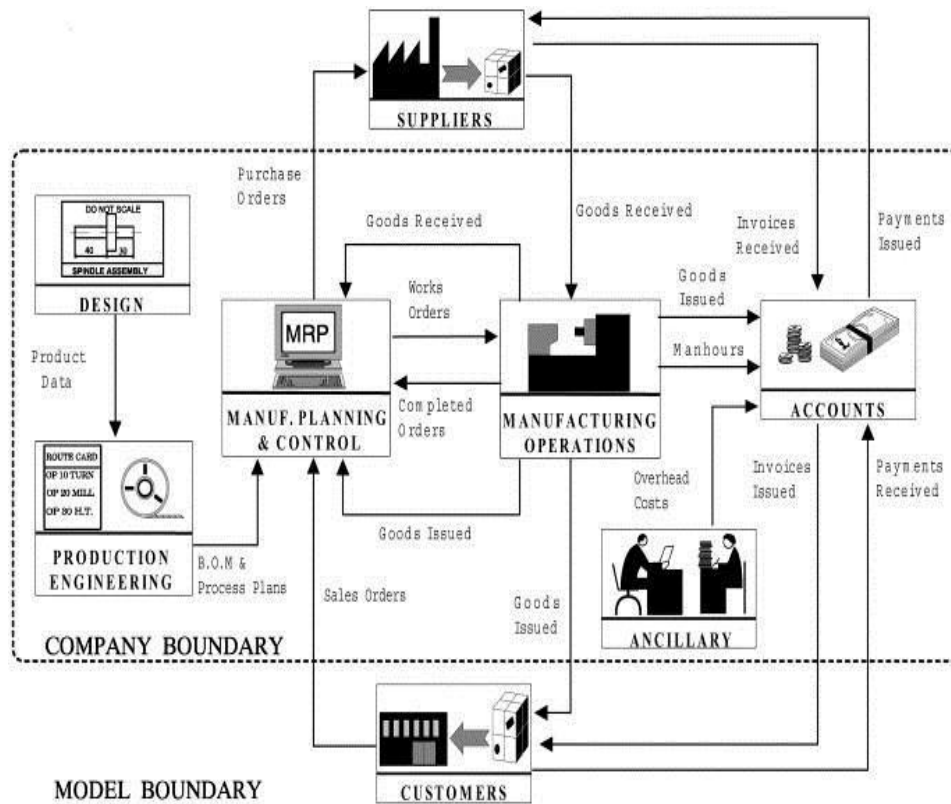 SUPPLIERS
Purchase
Orders
Goods Received
Goods Received
Invoices
Received
Payments
Issued
DO NOT SCALE
40
30
SPINDLE ASSEMBLY
DESIGN
Works
Orders
Goods
Issued
MRP
Manhours
Product
Data
MANUF. PLANNING
& CONTROL
Completed
Orders
MANUFACTURING
OPERATIONS
ACCOUNTS
ROUTE CARD
OP 10 TURN
OP 20 MILL
OP 30 H.T.
Overhead
Costs
Invoices
Issued
Payments
Received
Goods Issued
PRODUCTION
ENGINEERING
B.O.M &
Process Plans
Sales Orders
Goods
Issued
ANCILLARY
COMPANY BOUNDARY
CUSTOMERS
MODEL BOUNDARY